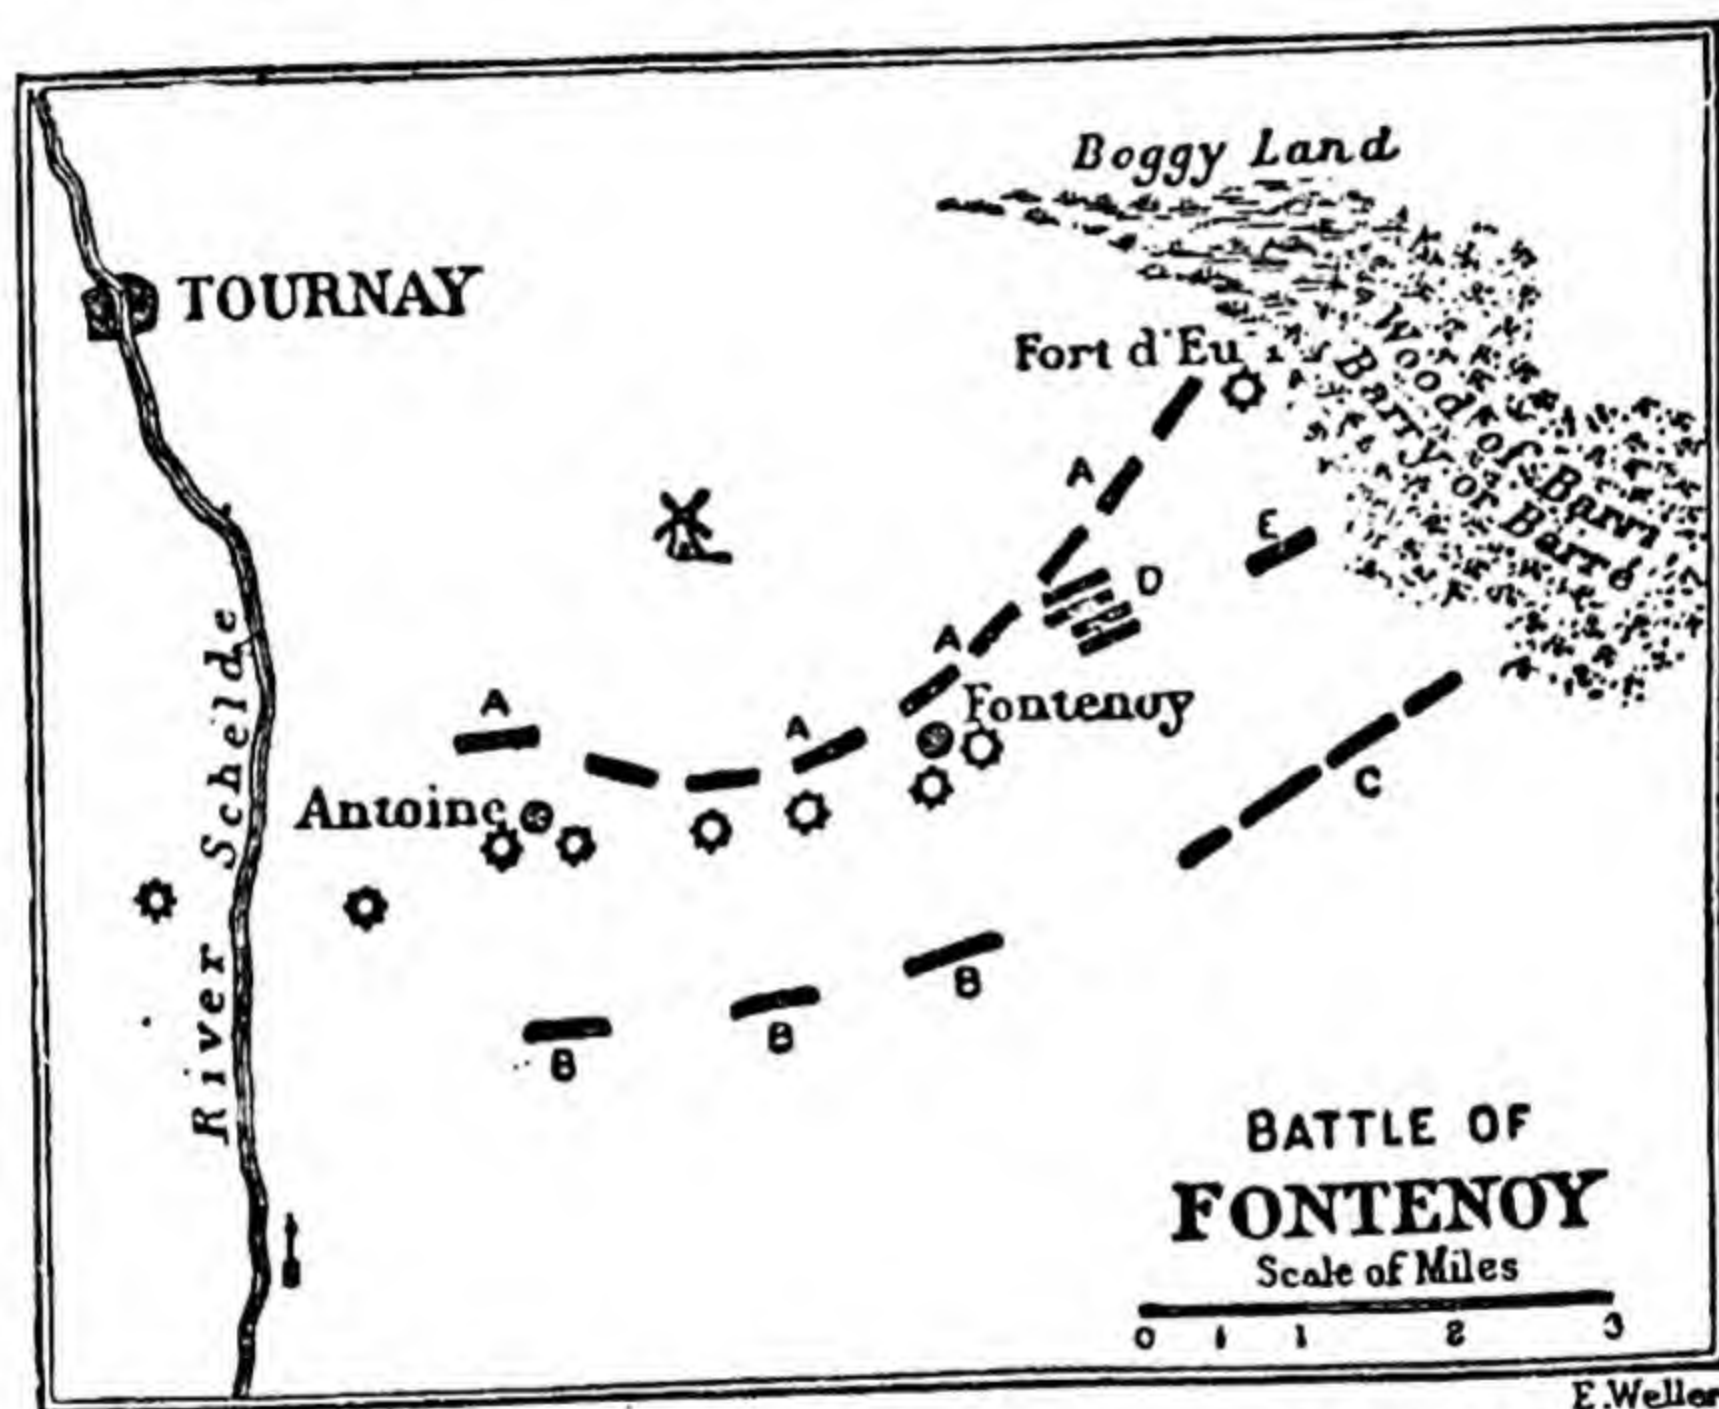 Boggy Land
TOURNAY
Fort d'Eu
Wood of Barri
Barry or Barré
A
E
D
A
Fontenoy
A
A
C
Antoine
River Schelde
B
B
B
BATTLE OF
FONTENOY
Scale of Miles
0 1 2 3
E. Weller